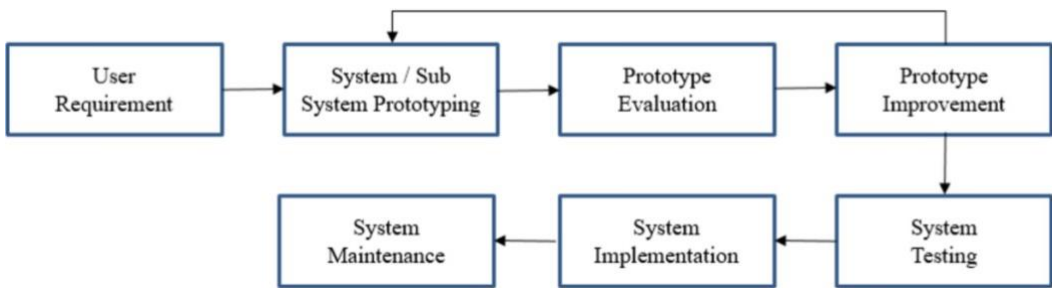 User
Requirement
System / Sub
System Prototyping
Prototype
Evaluation
Prototype
Improvement
System
Maintenance
System
Implementation
System
Testing